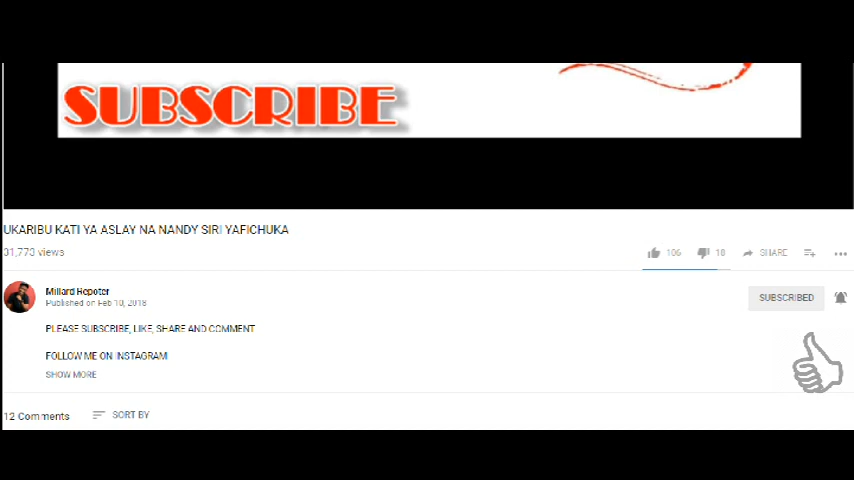 SUBSCRIBE
UKARIBU KATI YA ASLAY NA NANDY SIRI YAFICHUKA
31,773 views
106 18 SHARE
Millard Repoter
Published on Feb 10, 2018
SUBSCRIBED
PLEASE SUBSCRIBE, LIKE, SHARE AND COMMENT
FOLLOW ME ON INSTAGRAM
SHOW MORE
12 Comments SORT BY